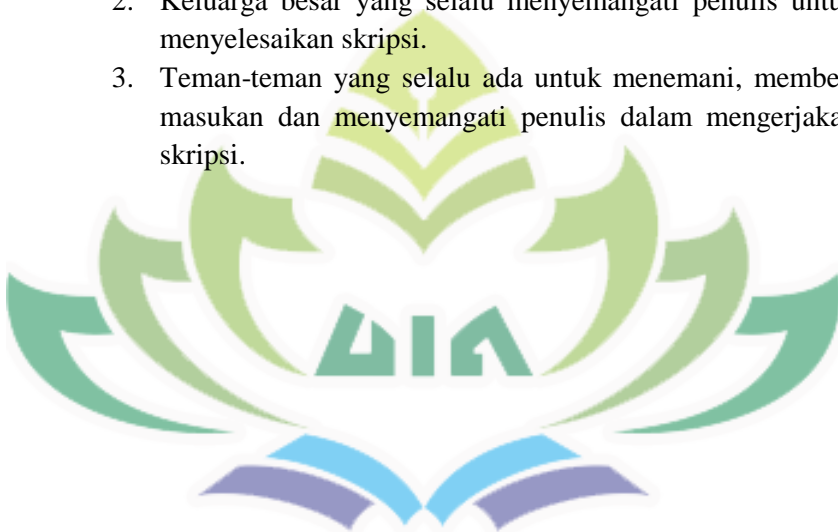 2. Keluarga besar yang selalu menyemangati penulis untu
menyelesaikan skripsi.
3. Teman-teman yang selalu ada untuk menemani, membe
masukan dan menyemangati penulis dalam mengerjaka
skripsi.